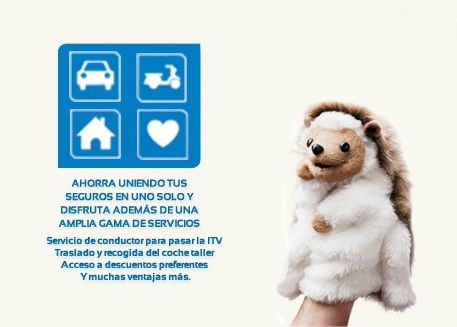 AHORRA UNIENDO TUS
SEGUROS EN UNO SOLO Y
DISFRUTA ADEMÁS DE UNA
AMPLIA GAMA DE SERVICIOS
Servicio de conductor para pasar la ITV
Traslado y recogida del coche taller
Acceso a descuentos preferentes
Y muchas ventajas más.